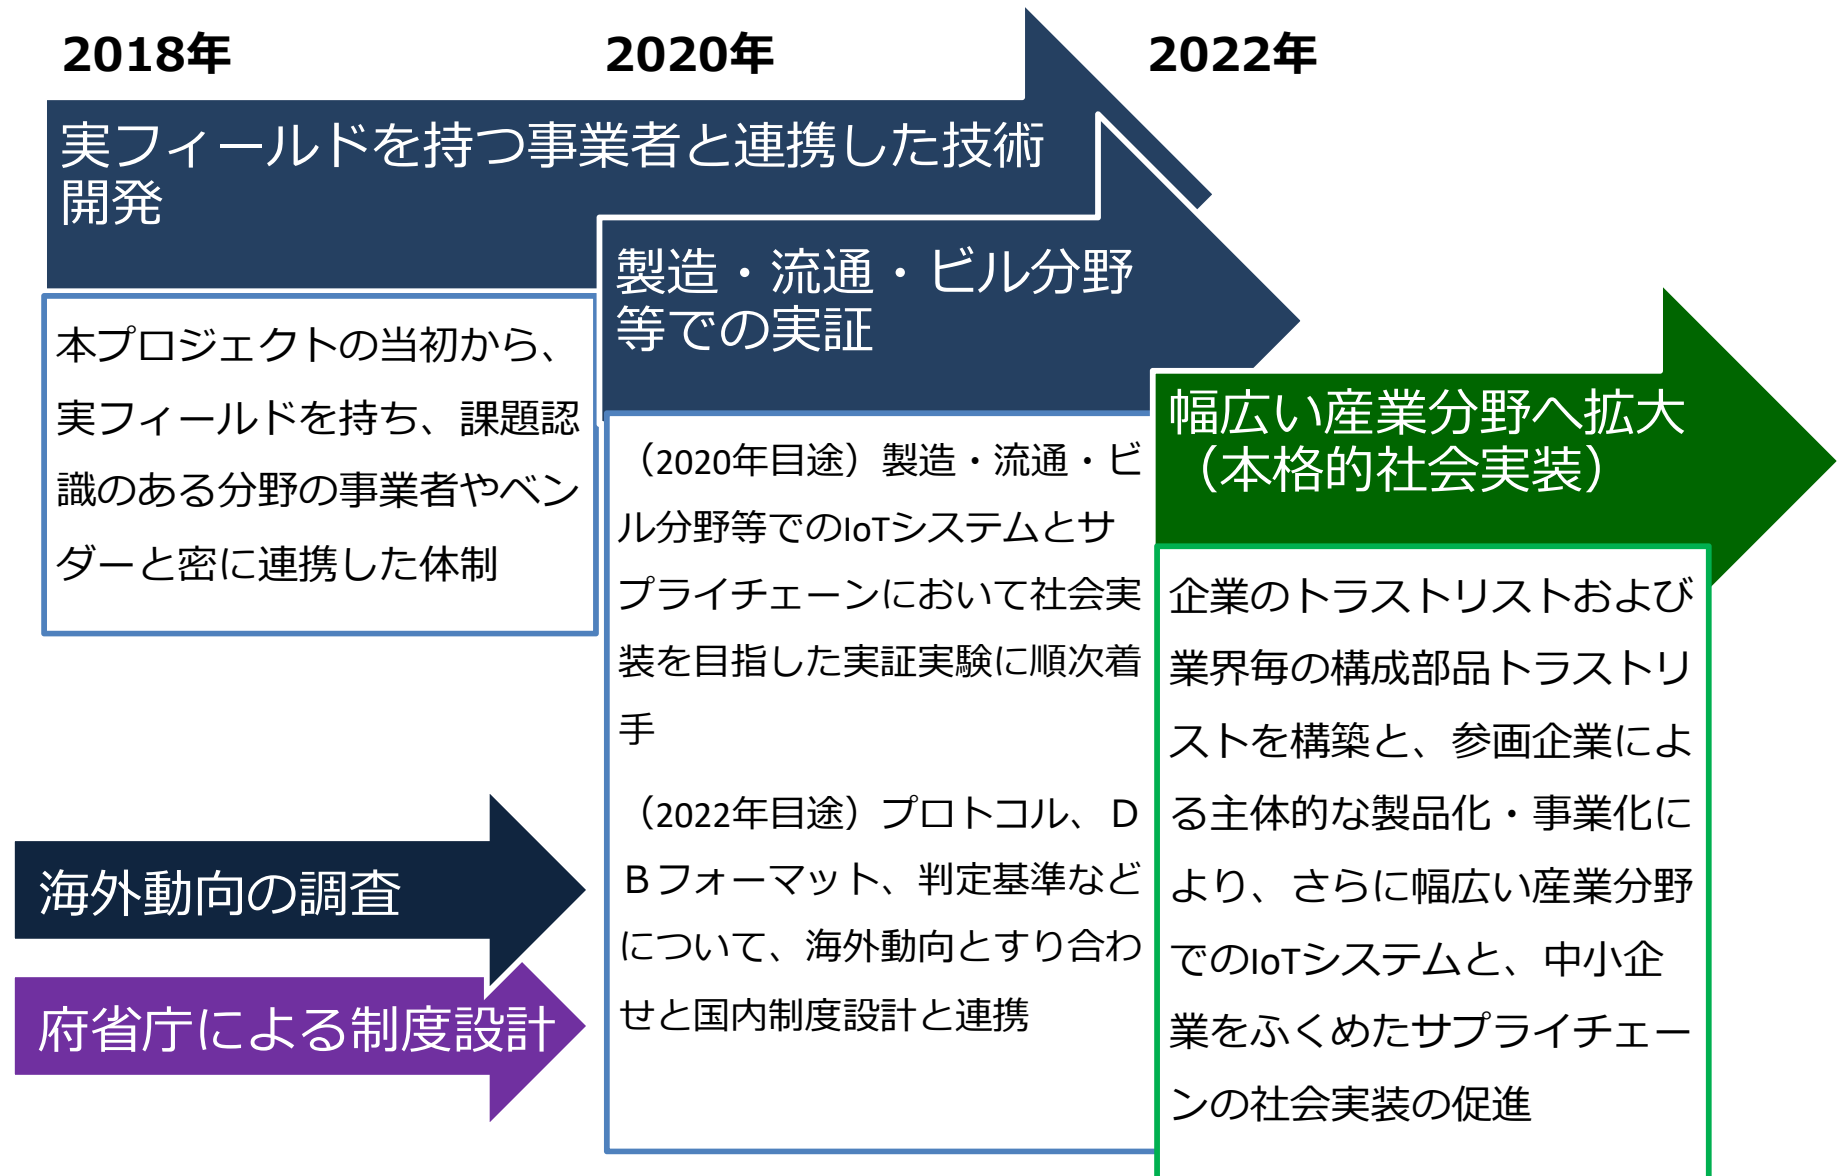 2018年
2020年
2022年
実フィールドを持つ事業者と連携した技術
開発
本プロジェクトの当初から、
実フィールドを持ち、課題認
識のある分野の事業者やベン
ダーと密に連携した体制
製造・流通・ビル分野
等での実証
（2020年目途）製造・流通・ビ
ル分野等でのIoTシステムとサ
プライチェーンにおいて社会実
装を目指した実証実験に順次着
手
（2022年目途）プロトコル、Ｄ
Ｂフォーマット、判定基準など
について、海外動向とすり合わ
せと国内制度設計と連携
幅広い産業分野へ拡大
（本格的社会実装）
企業のトラストリストおよび
業界毎の構成部品トラストリ
ストを構築と、参画企業によ
る主体的な製品化・事業化に
より、さらに幅広い産業分野
でのIoTシステムと、中小企
業をふくめたサプライチェー
ンの社会実装の促進
海外動向の調査
府省庁による制度設計